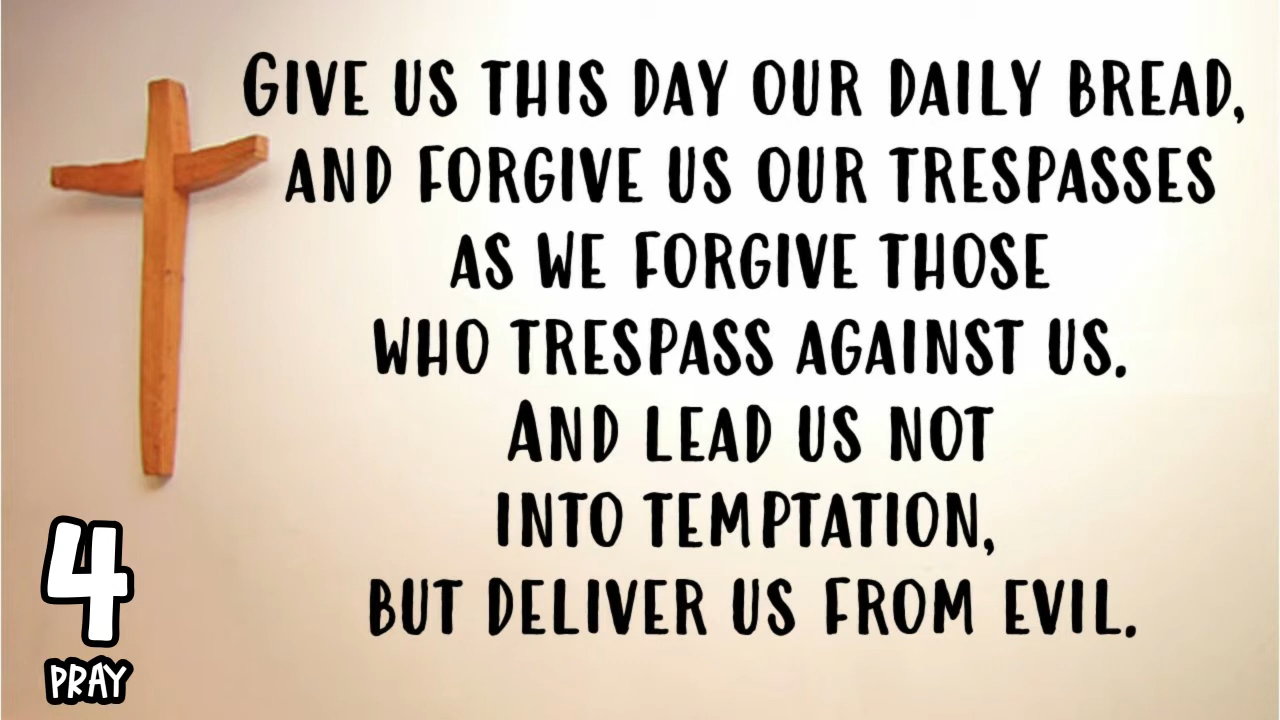 Give us this day our daily bread,
and forgive us our trespasses
as we forgive those
who trespass against us.
And lead us not
into temptation,
but deliver us from evil.
4
PRAY